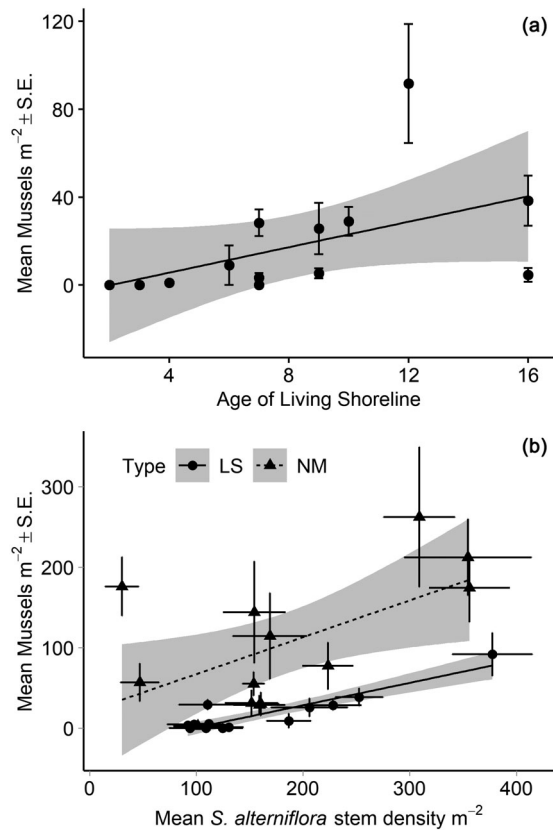 (a)
Mean Mussels m⁻² ± S.E.
120
80
40
0
4 8 12 16
Age of Living Shoreline
(b)
Type LS NM
Mean Mussels m⁻² ± S.E.
300
200
100
0
0 100 200 300 400
Mean S. alterniflora stem density m⁻²